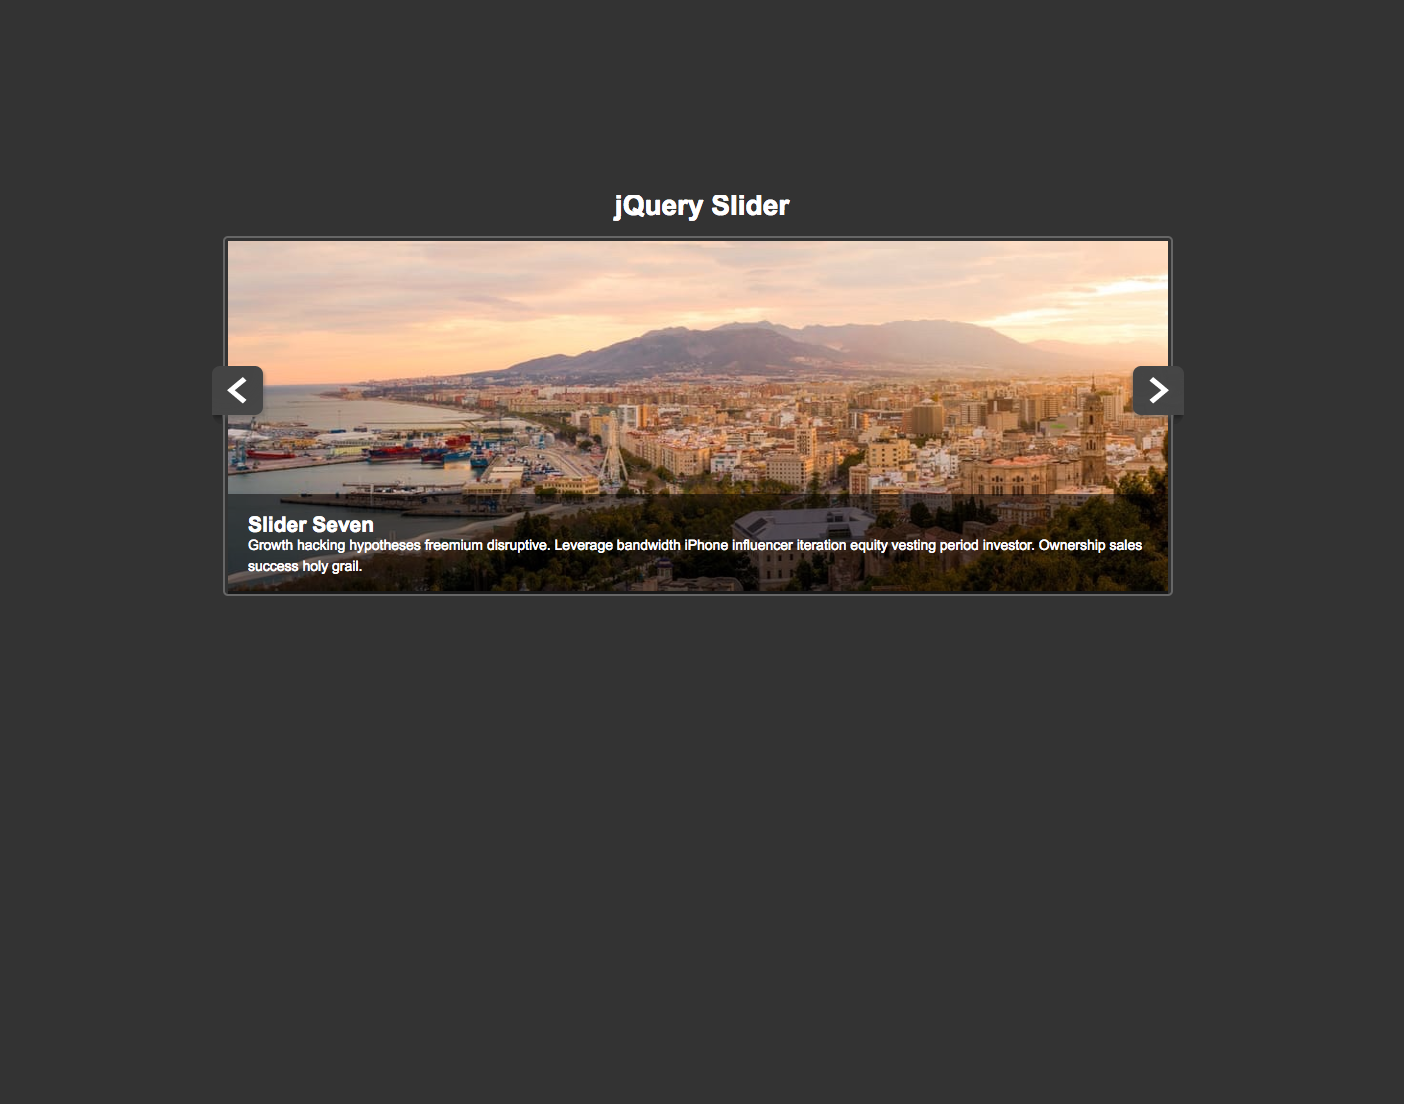 jQuery Slider
Slider Seven
Growth hacking hypotheses freemium disruptive. Leverage bandwidth iPhone influencer iteration equity vesting period investor. Ownership sales
success holy grail.